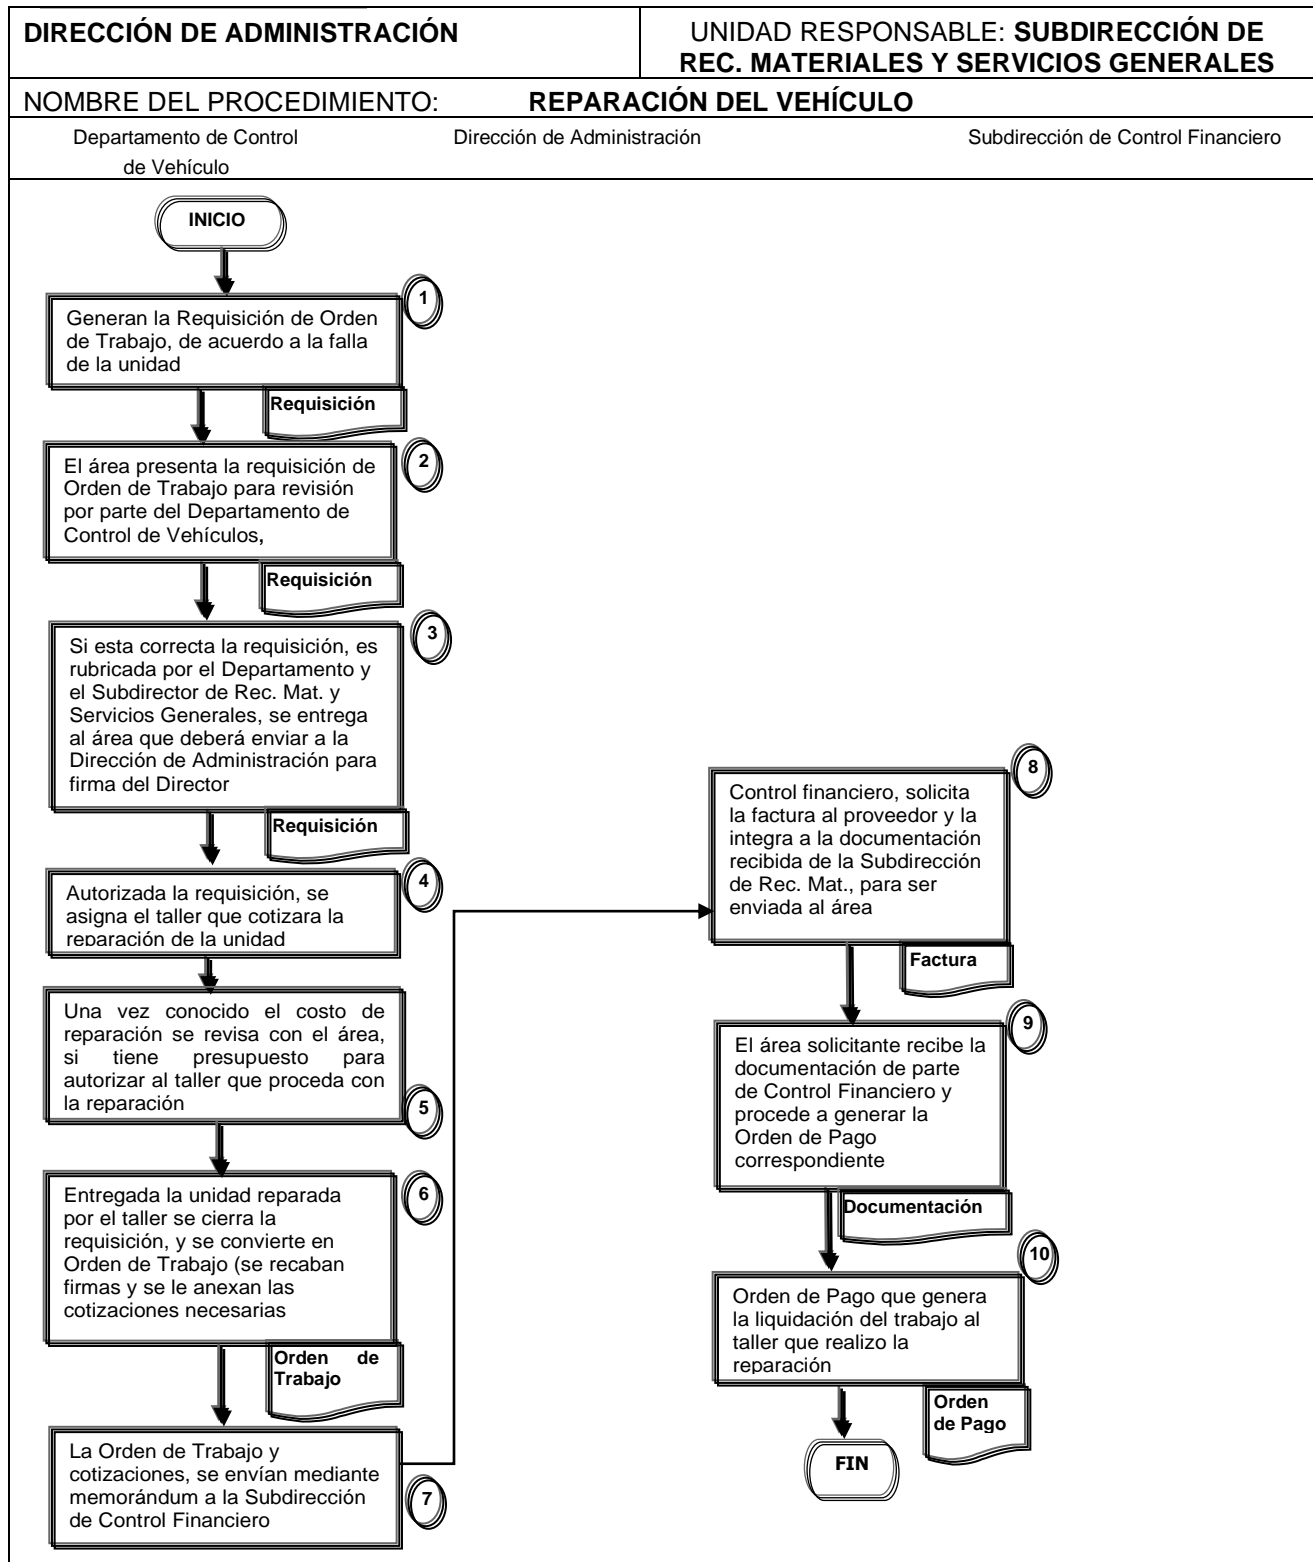 DIRECCIÓN DE ADMINISTRACIÓN
UNIDAD RESPONSABLE: SUBDIRECCIÓN DE
REC. MATERIALES Y SERVICIOS GENERALES
NOMBRE DEL PROCEDIMIENTO: REPARACIÓN DEL VEHÍCULO
Departamento de Control
de Vehículo
Dirección de Administración
Subdirección de Control Financiero
INICIO
1
Generan la Requisición de Orden
de Trabajo, de acuerdo a la falla
de la unidad
Requisición
2
El área presenta la requisición de
Orden de Trabajo para revisión
por parte del Departamento de
Control de Vehículos,
Requisición
3
Si esta correcta la requisición, es
rubricada por el Departamento y
el Subdirector de Rec. Mat. y
Servicios Generales, se entrega
al área que deberá enviar a la
Dirección de Administración para
firma del Director
Requisición
4
Autorizada la requisición, se
asigna el taller que cotizara la
reparación de la unidad
Una vez conocido el costo de
reparación se revisa con el área,
si tiene presupuesto para
autorizar al taller que proceda con
la reparación
5
6
Entregada la unidad reparada
por el taller se cierra la
requisición, y se convierte en
Orden de Trabajo (se recaban
firmas y se le anexan las
cotizaciones necesarias
Orden de
Trabajo
La Orden de Trabajo y
cotizaciones, se envían mediante
memorándum a la Subdirección
de Control Financiero
7
8
Control financiero, solicita
la factura al proveedor y la
integra a la documentación
recibida de la Subdirección
de Rec. Mat., para ser
enviada al área
Factura
9
El área solicitante recibe la
documentación de parte
de Control Financiero y
procede a generar la
Orden de Pago
correspondiente
Documentación
10
Orden de Pago que genera
la liquidación del trabajo al
taller que realizo la
reparación
Orden
de Pago
FIN